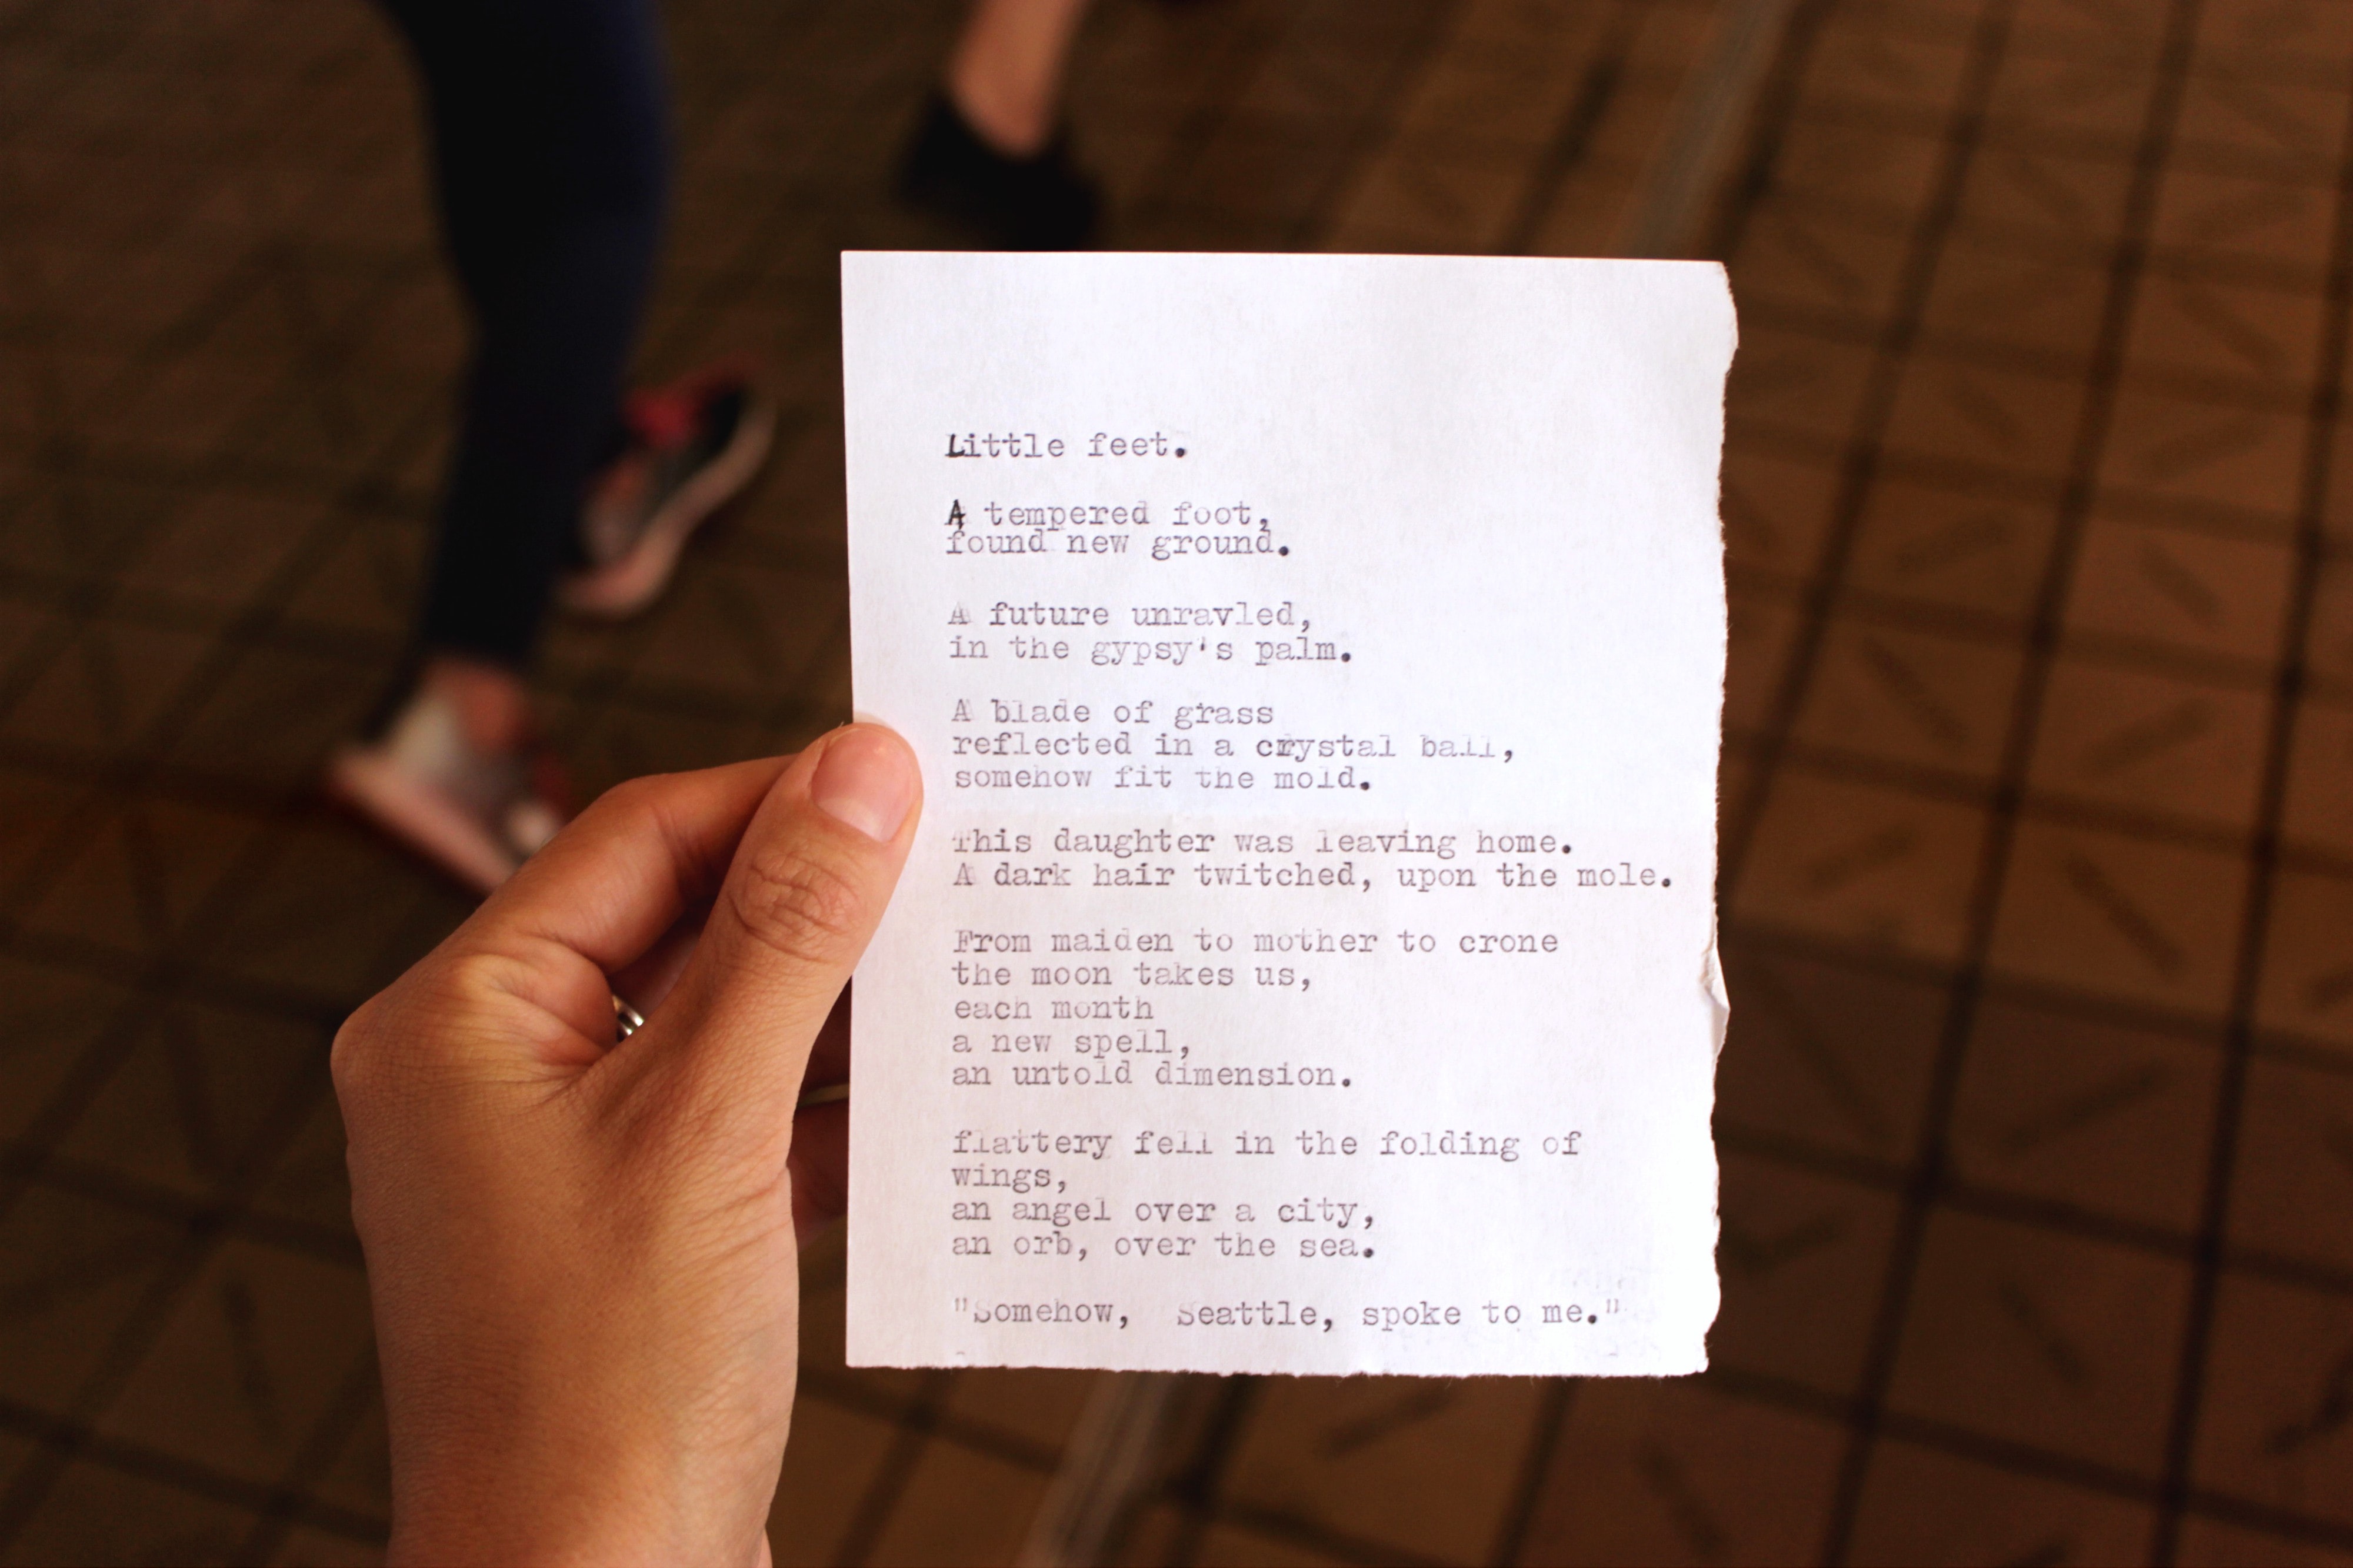 Little feet.
A tempered foot,
found new ground.
A future unravled,
in the gypsy's palm.
A blade of grass
reflected in a crystal ball,
somehow fit the mold.
This daughter was leaving home.
A dark hair twitched, upon the mole.
From maiden to mother to crone
the moon takes us,
each month
a new spell,
an untold dimension.
flattery fell in the folding of
wings,
an angel over a city,
an orb, over the sea.
"Somehow,  Seattle, spoke to me."